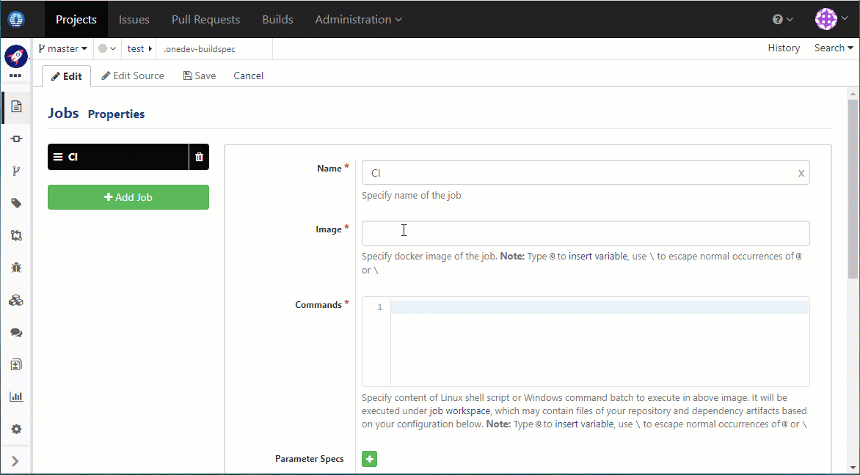 Projects Issues Pull Requests Builds Administration
master test .onedev-buildspec History Search
Edit Edit Source Save Cancel
Jobs Properties
CI
Add Job
Name *
CI x
Specify name of the job
Image *
Specify docker image of the job. Note: Type @ to insert variable, use \ to escape normal occurrences of @
or \
Commands *
1
Specify content of Linux shell script or Windows command batch to execute in above image. It will be
executed under job workspace, which may contain files of your repository and dependency artifacts based
on your configuration below. Note: Type @ to insert variable, use \ to escape normal occurrences of @ or \
Parameter Specs